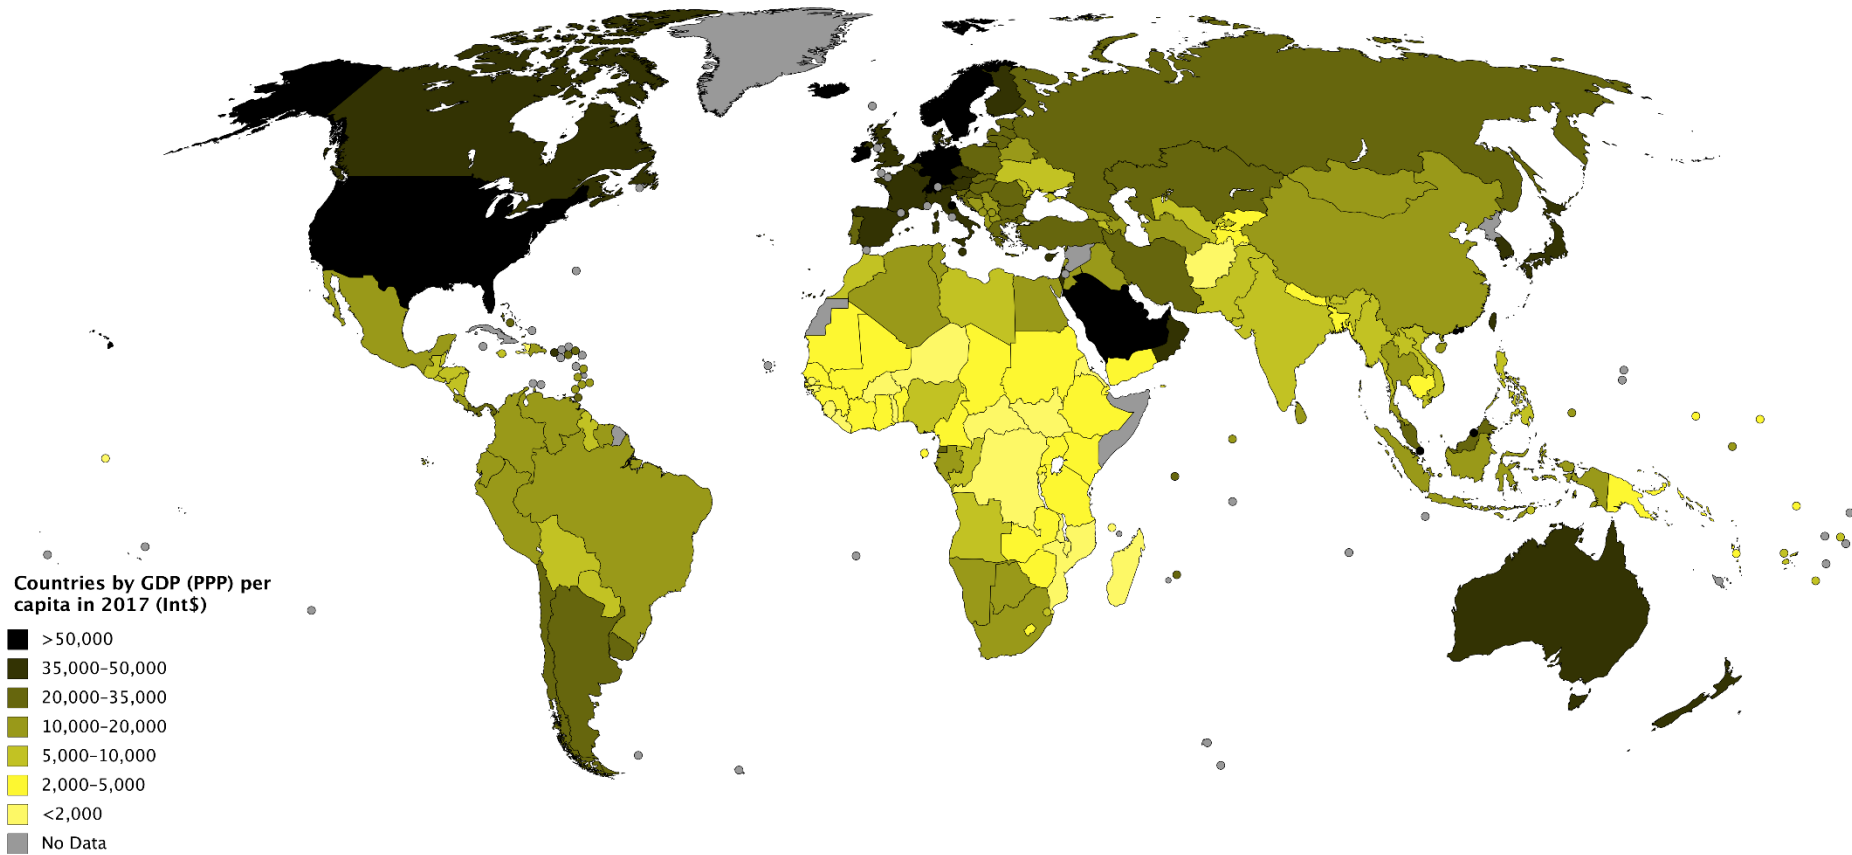 Countries by GDP (PPP) per
capita in 2017 (Int$)
>50,000
35,000–50,000
20,000–35,000
10,000–20,000
5,000–10,000
2,000–5,000
<2,000
No Data